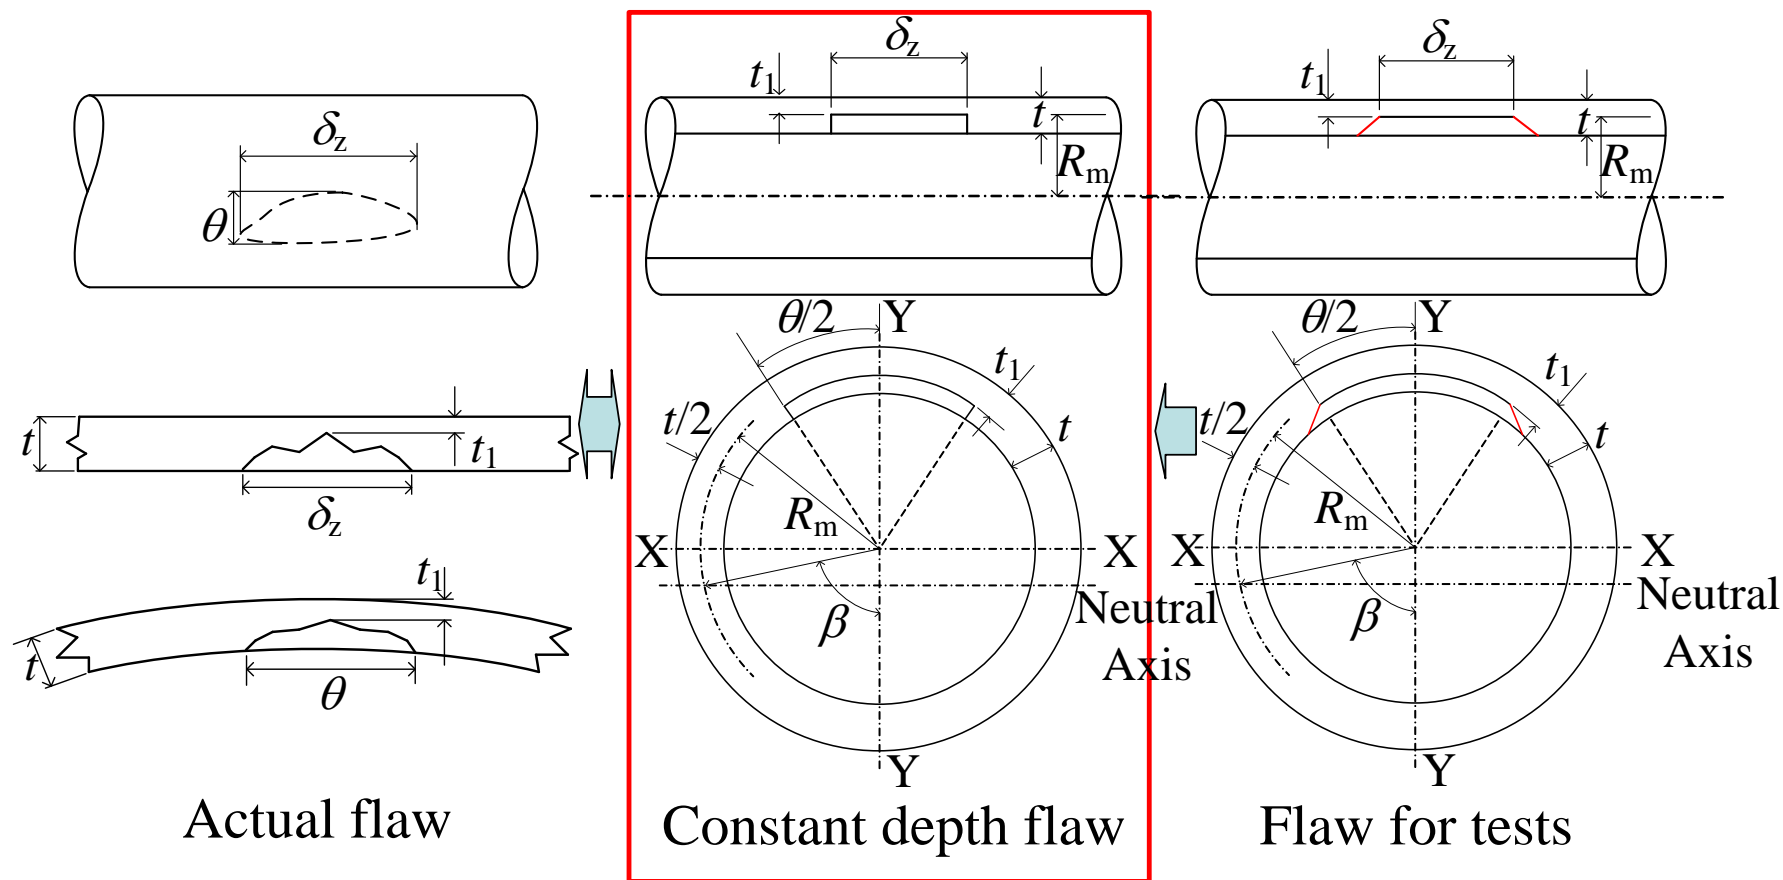 δz
θ
t
t1
δz
t1
t
θ
Actual flaw
δz
t1
t
Rm
θ/2
Y
t1
t/2
t
Rm
X
X
β
Neutral
Axis
Y
Constant depth flaw
δz
t1
t
Rm
θ/2
Y
t1
t/2
t
Rm
X
X
β
Neutral
Axis
Y
Flaw for tests